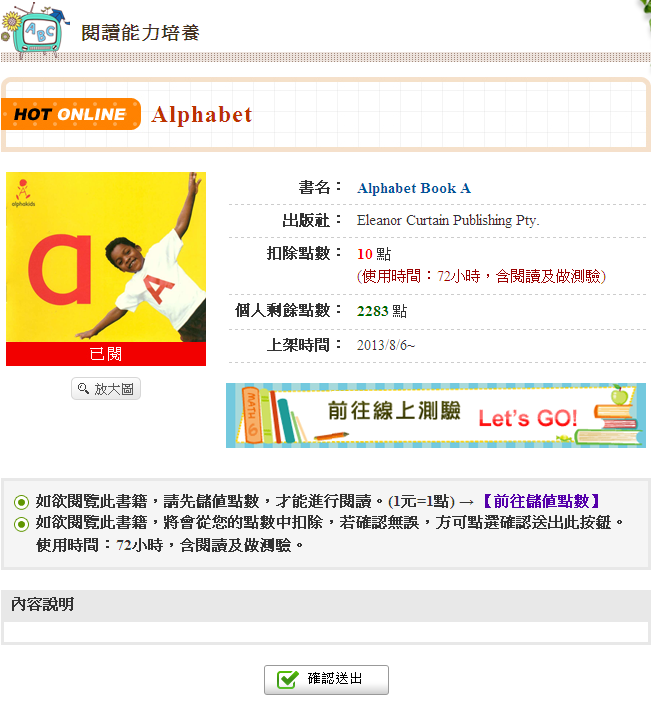 ABC
閱讀能力培養
HOT ONLINE Alphabet
alphakids
a
A
已閱
放大圖
書名： Alphabet Book A
出版社： Eleanor Curtain Publishing Pty.
扣除點數： 10 點
(使用時間：72小時，含閱讀及做測驗)
個人剩餘點數： 2283 點
上架時間： 2013/8/6~
MATH 前往線上測驗 Let's GO!
如欲閱覽此書籍，請先儲值點數，才能進行閱讀。(1元=1點) → 【前往儲值點數】
如欲閱覽此書籍，將會從您的點數中扣除，若確認無誤，方可點選確認送出此按鈕。
使用時間：72小時，含閱讀及做測驗。
內容說明
確認送出